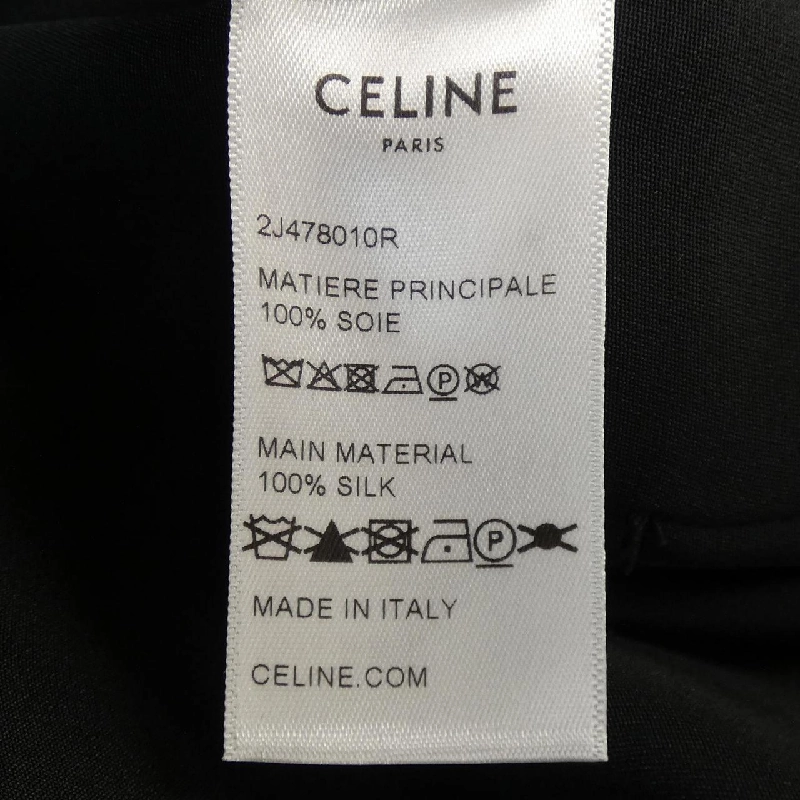 CELINE
PARIS
2J478010R
MATIERE PRINCIPALE
100% SOIE
P W
MAIN MATERIAL
100% SILK
P
MADE IN ITALY
CELINE.COM